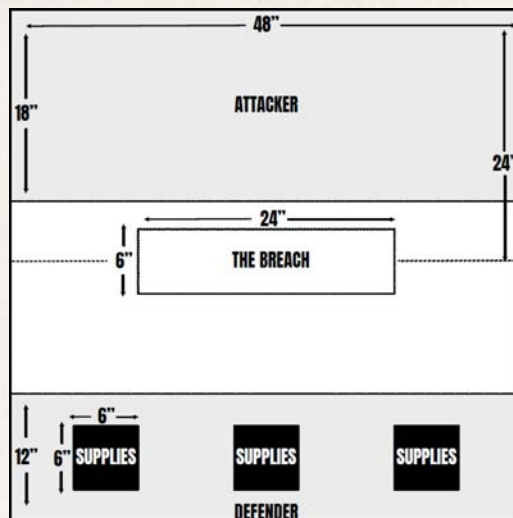 48”
ATTACKER
18”
24”
24”
6”
THE BREACH
6”
12”
6”
SUPPLIES
SUPPLIES
SUPPLIES
DEFENDER